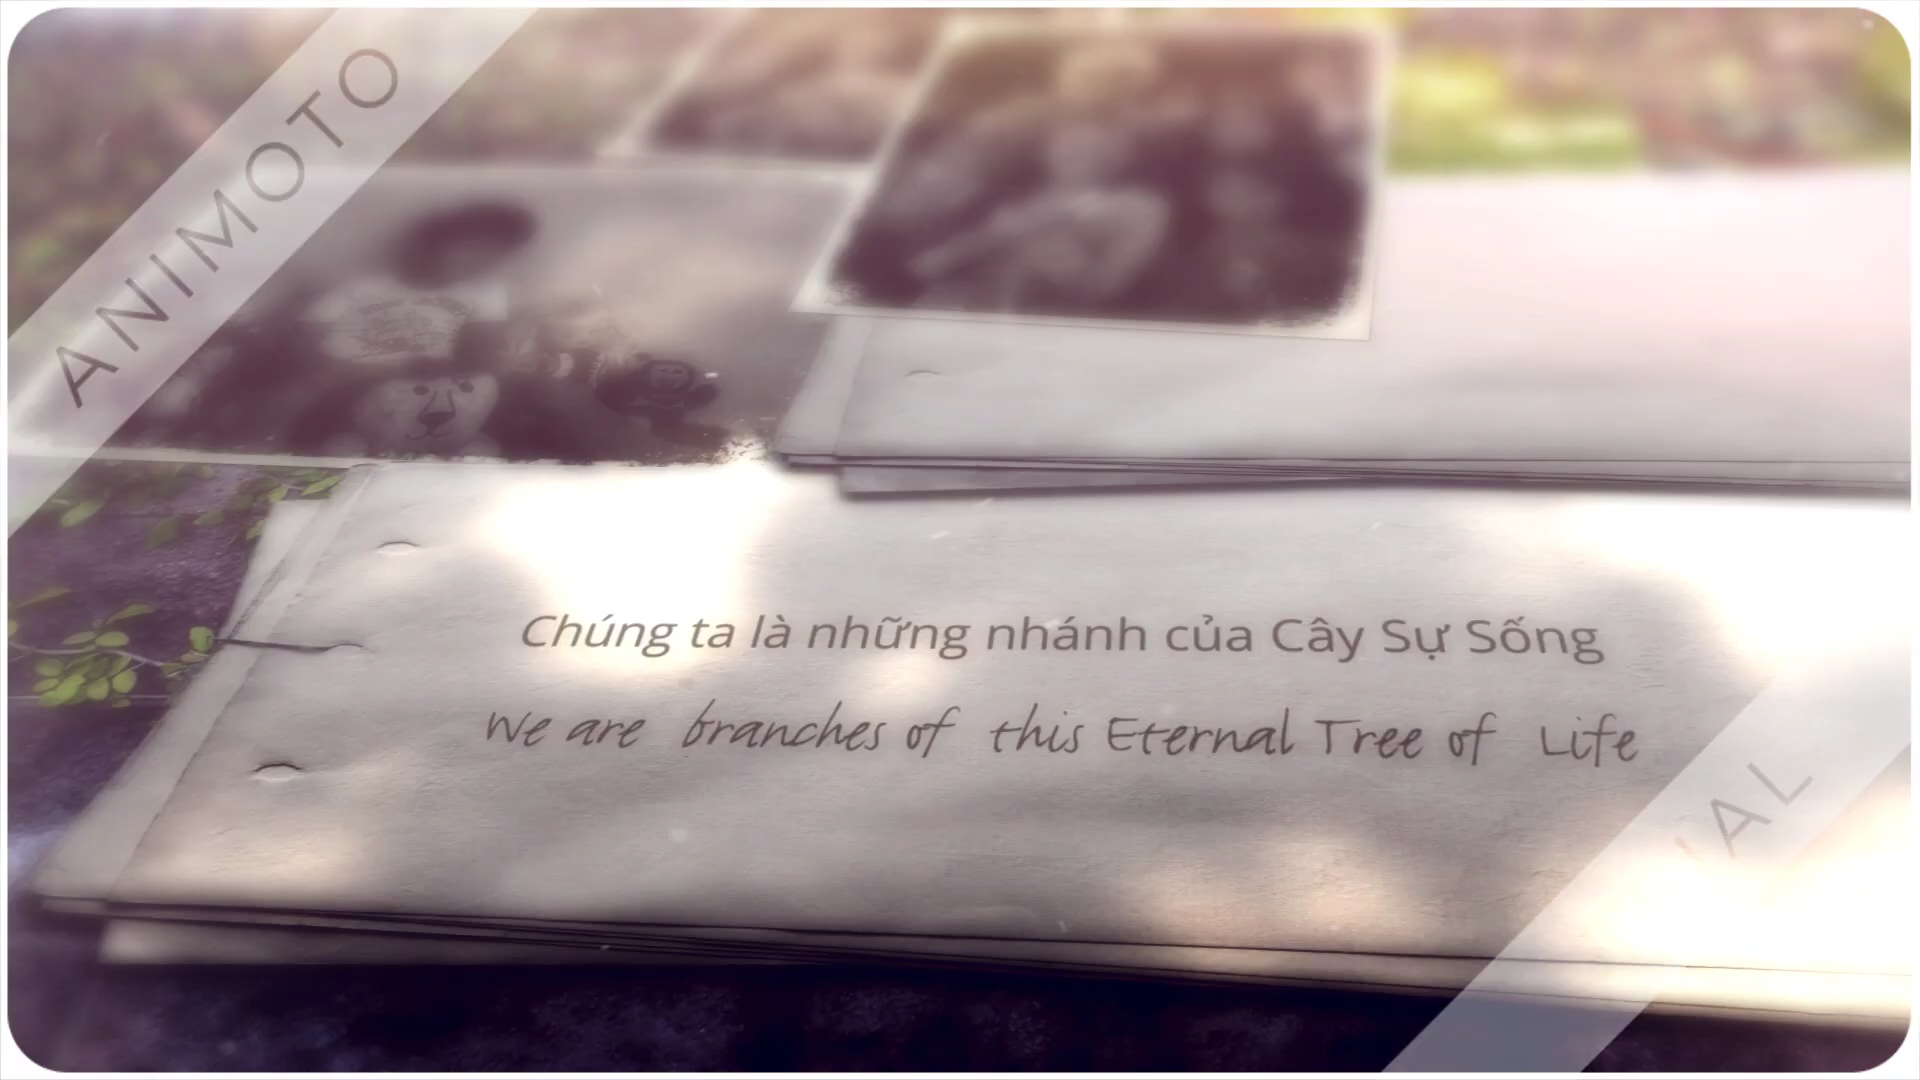 ANIMOTO
Chúng ta là những nhánh của Cây Sự Sống
We are branches of this Eternal Tree of Life